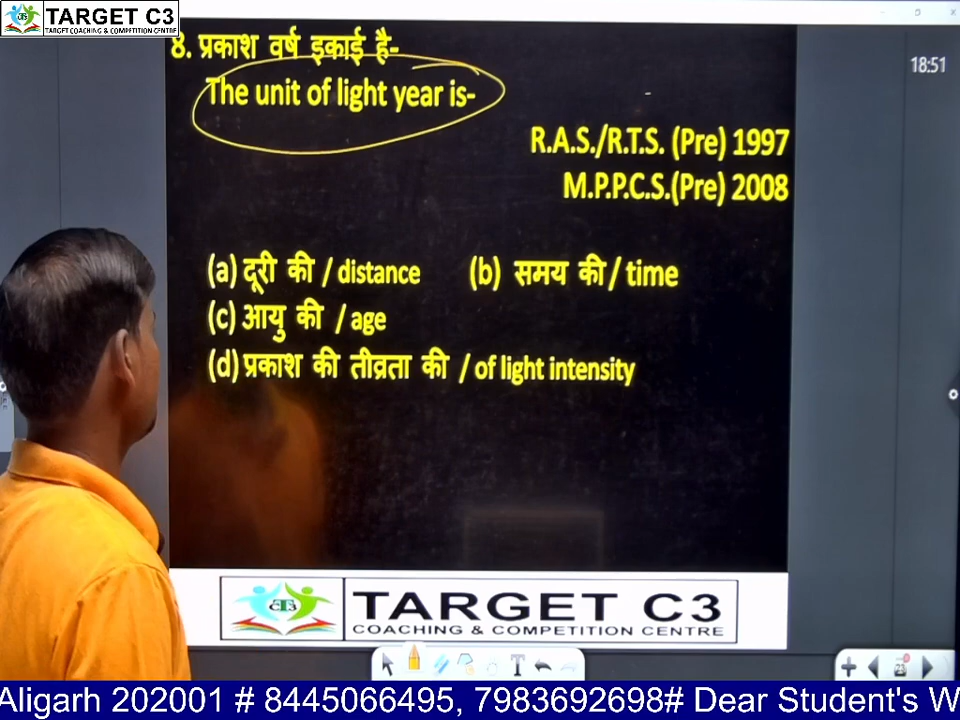 TARGET C3
TARGET COACHING & COMPETITION CENTRE
8. प्रकाश वर्ष इकाई है-
The unit of light year is-
18:51
R.A.S./R.T.S. (Pre) 1997
M.P.P.C.S.(Pre) 2008
(a) दूरी की / distance (b) समय की / time
(c) आयु की / age
(d) प्रकाश की तीव्रता की / of light intensity
CT3
TARGET C3
COACHING & COMPETITION CENTRE
T
23
Aligarh 202001 # 8445066495, 7983692698# Dear Student's W